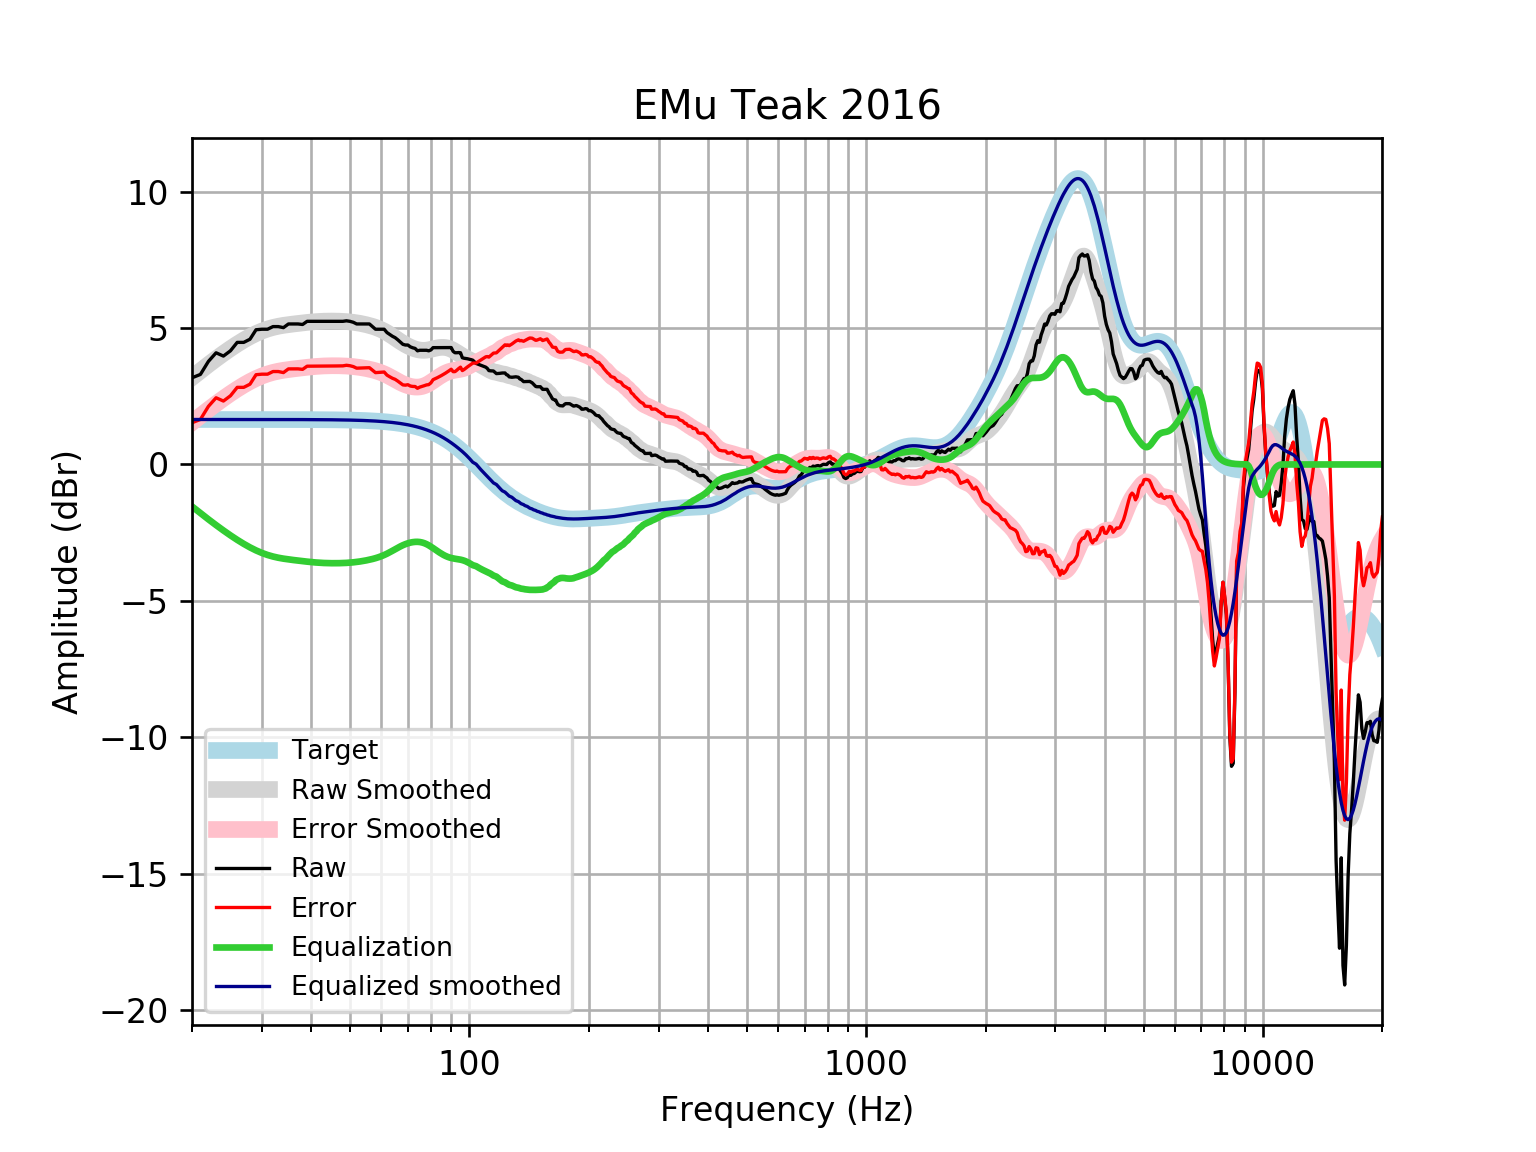 EMu Teak 2016
Amplitude (dBr)
10
5
0
−5
−10
−15
−20
Target
Raw Smoothed
Error Smoothed
Raw
Error
Equalization
Equalized smoothed
100
1000
10000
Frequency (Hz)